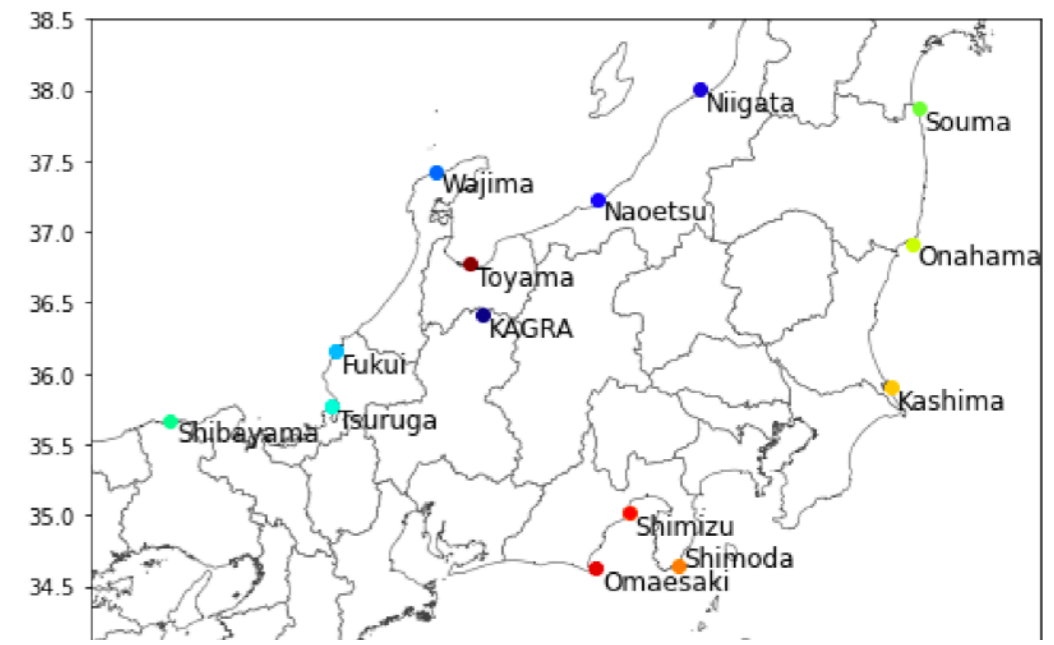 38.5
38.0
Niigata
Souma
37.5
Wajima
Naoetsu
37.0
Onahama
Toyama
36.5
KAGRA
Fukui
36.0
Kashima
Tsuruga
Shibayama
35.5
35.0
Shimizu
Shimoda
34.5
Omaesaki